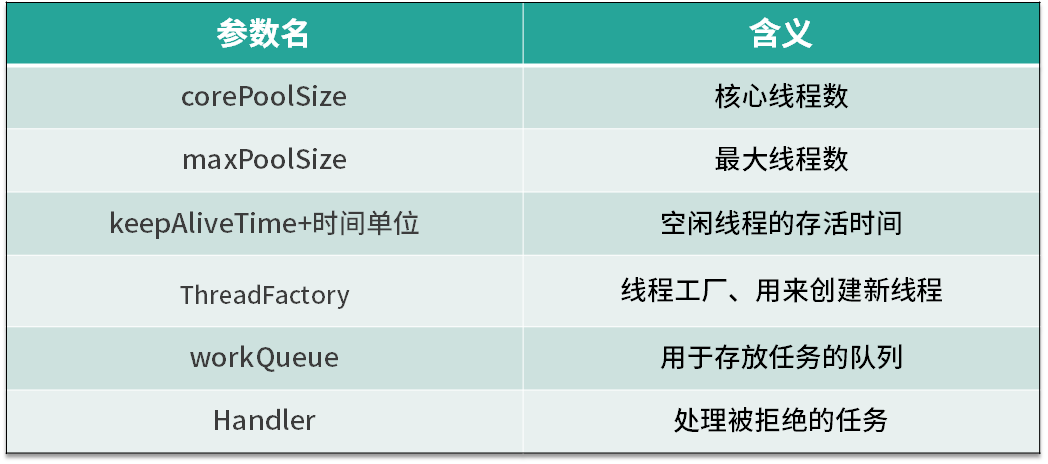 参数名 含义
corePoolSize 核心线程数
maxPoolSize 最大线程数
keepAliveTime+时间单位 空闲线程的存活时间
ThreadFactory 线程工厂、用来创建新线程
workQueue 用于存放任务的队列
Handler 处理被拒绝的任务